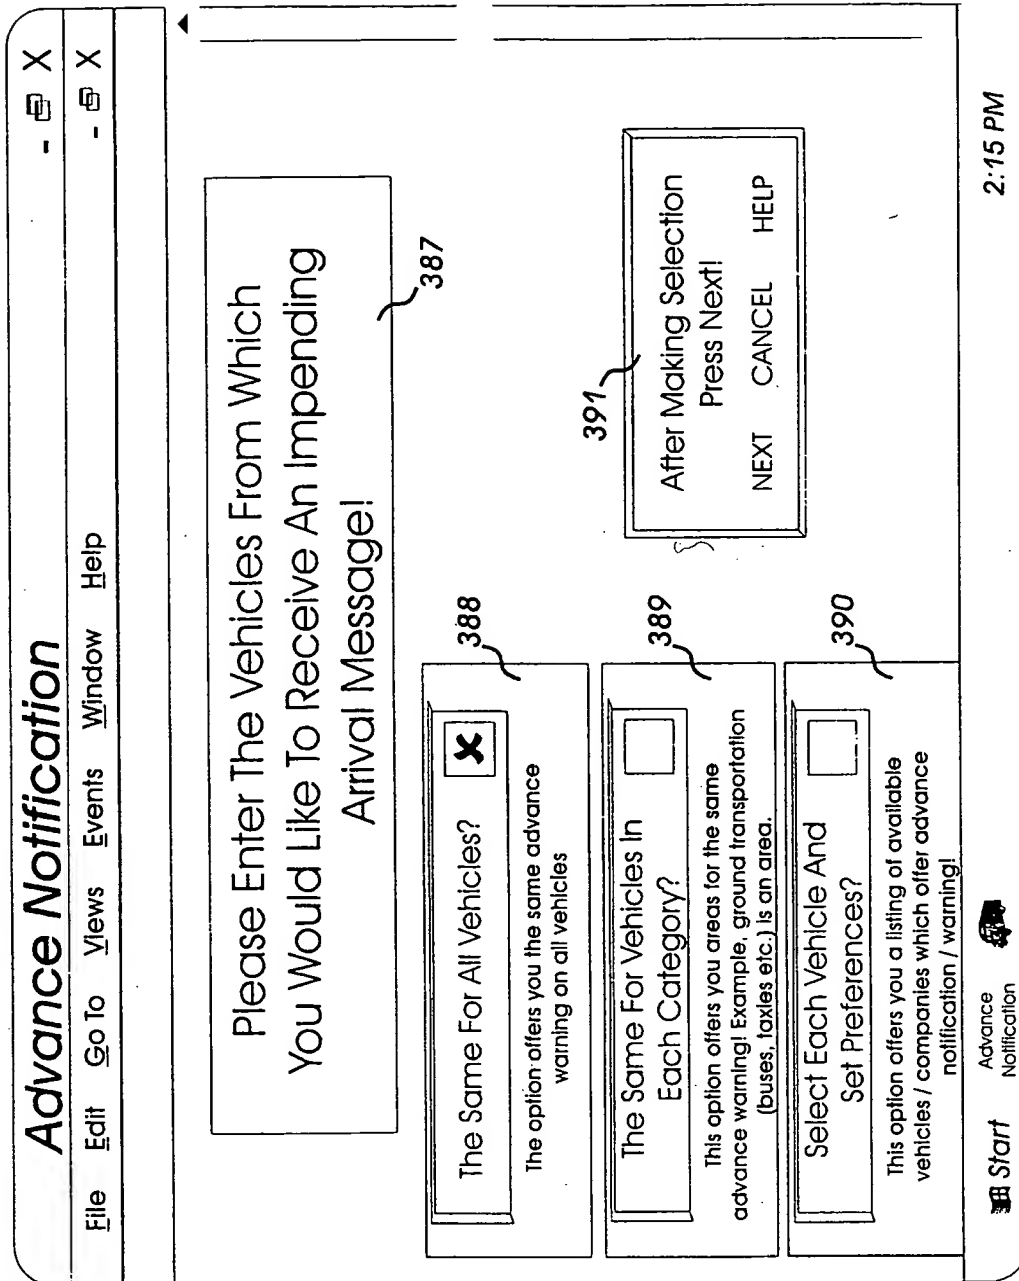 Advance Notification
- X
File Edit Go To Views Events Window Help
- X
Please Enter The Vehicles From Which
You Would Like To Receive An Impending
Arrival Message!
387
The Same For All Vehicles?
388
The option offers you the same advance
warning on all vehicles
The Same For Vehicles In
Each Category?
389
This option offers you areas for the same
advance warning! Example, ground transportation
(buses, taxies etc.) is an area.
Select Each Vehicle And
Set Preferences?
390
This option offers you a listing of available
vehicles / companies which offer advance
notification / warning!
391
After Making Selection
Press Next!
NEXT CANCEL HELP
Start
Advance
Notification
2:15 PM